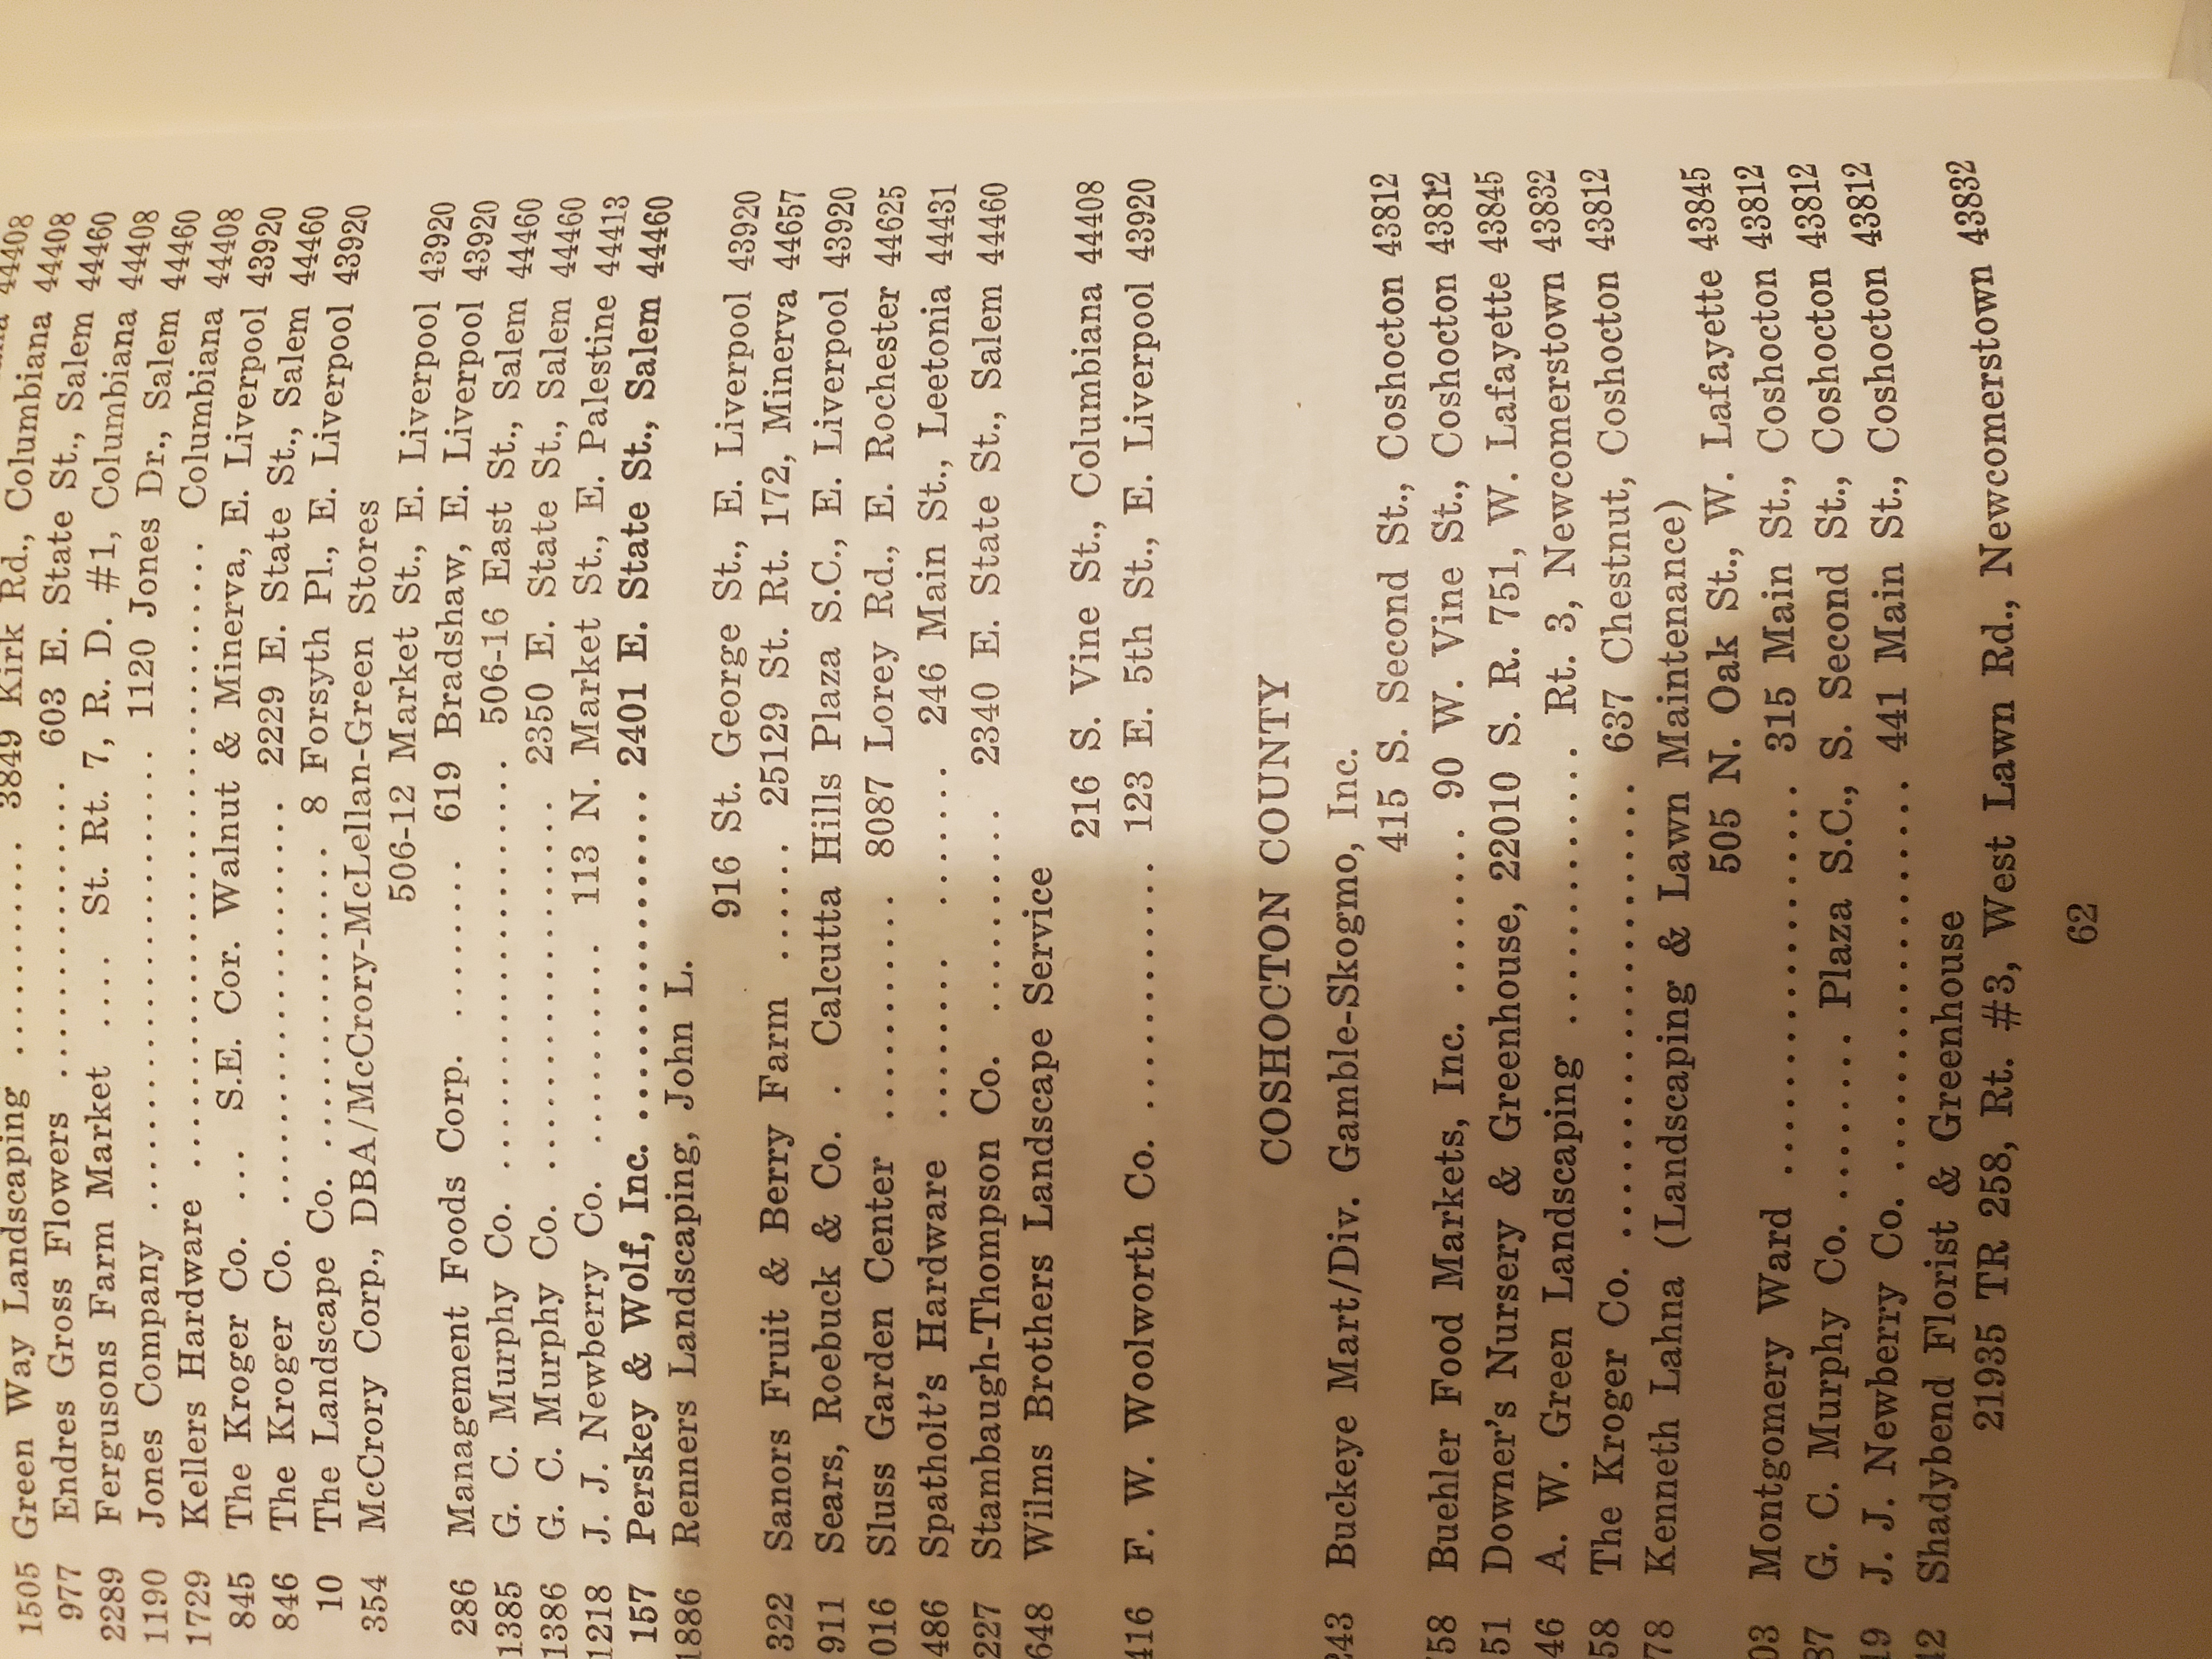 1505 Green Way Landscaping .......... 3849 Kirk Rd., Columbiana 44408
977 Endres Gross Flowers .............. 603 E. State St., Salem 44408
2289 Fergusons Farm Market .... St. Rt. 7, R. D. #1, Columbiana 44460
1190 Jones Company ......................... 1120 Jones Dr., Salem 44408
1729 Kellers Hardware ................................. Columbiana 44460
845 The Kroger Co. ... S.E. Cor. Walnut & Minerva, E. Liverpool 44408
846 The Kroger Co. ....................... 2229 E. State St., Salem 43920
10 The Landscape Co. ................ 8 Forsyth Pl., E. Liverpool 44460
354 McCrory Corp., DBA/McCrory-McLellan-Green Stores 43920
506-12 Market St., E. Liverpool 43920
286 Management Foods Corp. ........ 619 Bradshaw, E. Liverpool 43920
1385 G. C. Murphy Co. ....................... 506-16 East St., Salem 44460
1386 G. C. Murphy Co. .................... 2350 E. State St., Salem 44460
1218 J. J. Newberry Co. ........... 113 N. Market St., E. Palestine 44413
157 Perskey & Wolf, Inc. .................. 2401 E. State St., Salem 44460
1886 Renners Landscaping, John L.
916 St. George St., E. Liverpool 43920
322 Sanors Fruit & Berry Farm ...... 25129 St. Rt. 172, Minerva 44657
911 Sears, Roebuck & Co. . Calcutta Hills Plaza S.C., E. Liverpool 43920
016 Sluss Garden Center ............ 8087 Lorey Rd., E. Rochester 44625
486 Spatholt's Hardware ................ 246 Main St., Leetonia 44431
227 Stambaugh-Thompson Co. .......... 2340 E. State St., Salem 44460
648 Wilms Brothers Landscape Service
216 S. Vine St., Columbiana 44408
416 F. W. Woolworth Co. ............. 123 E. 5th St., E. Liverpool 43920
COSHOCTON COUNTY
243 Buckeye Mart/Div. Gamble-Skogmo, Inc.
415 S. Second St., Coshocton 43812
58 Buehler Food Markets, Inc. ......... 90 W. Vine St., Coshocton 43812
51 Downer's Nursery & Greenhouse, 22010 S. R. 751, W. Lafayette 43845
46 A. W. Green Landscaping ............... Rt. 3, Newcomerstown 43832
58 The Kroger Co. ......................... 637 Chestnut, Coshocton 43812
78 Kenneth Lahna (Landscaping & Lawn Maintenance)
505 N. Oak St., W. Lafayette 43845
03 Montgomery Ward ..................... 315 Main St., Coshocton 43812
37 G. C. Murphy Co. ........ Plaza S.C., S. Second St., Coshocton 43812
19 J. J. Newberry Co. ..................... 441 Main St., Coshocton 43812
42 Shadybend Florist & Greenhouse
21935 TR 258, Rt. #3, West Lawn Rd., Newcomerstown 43832
62